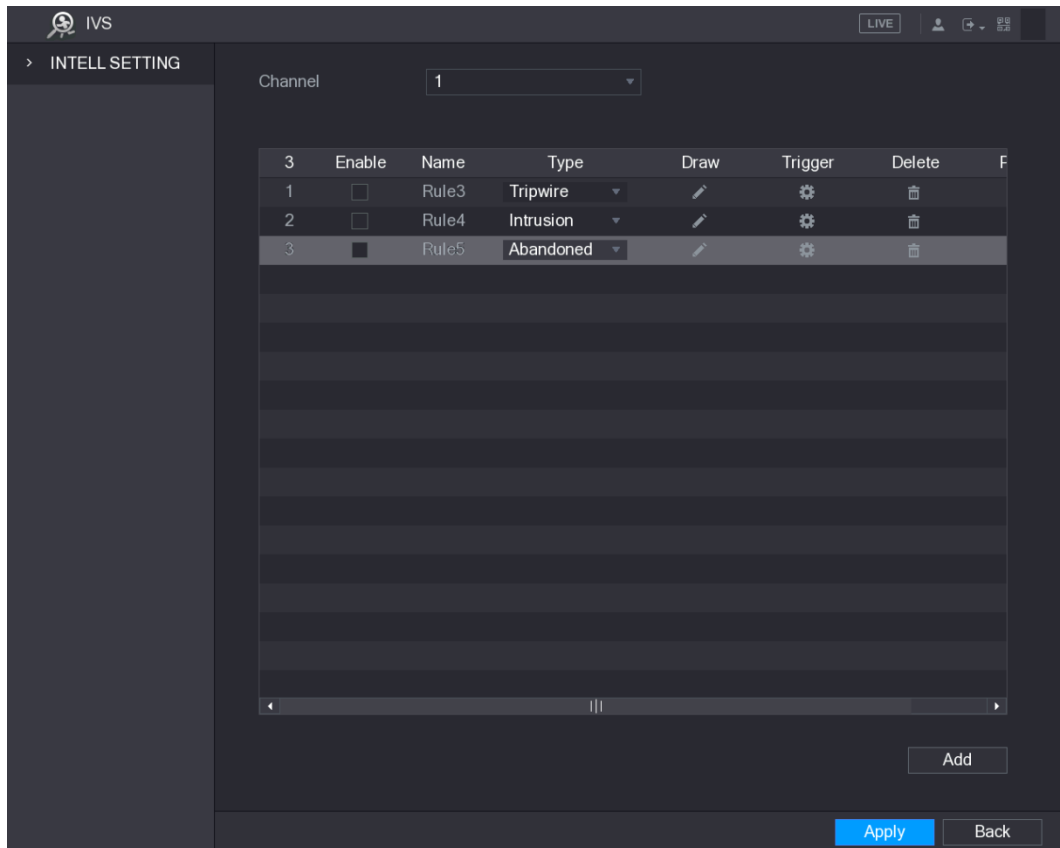 IVS LIVE
INTELL SETTING
Channel 1
3 Enable Name Type Draw Trigger Delete
1 Rule3 Tripwire
2 Rule4 Intrusion
3 Rule5 Abandoned
Add
Apply Back